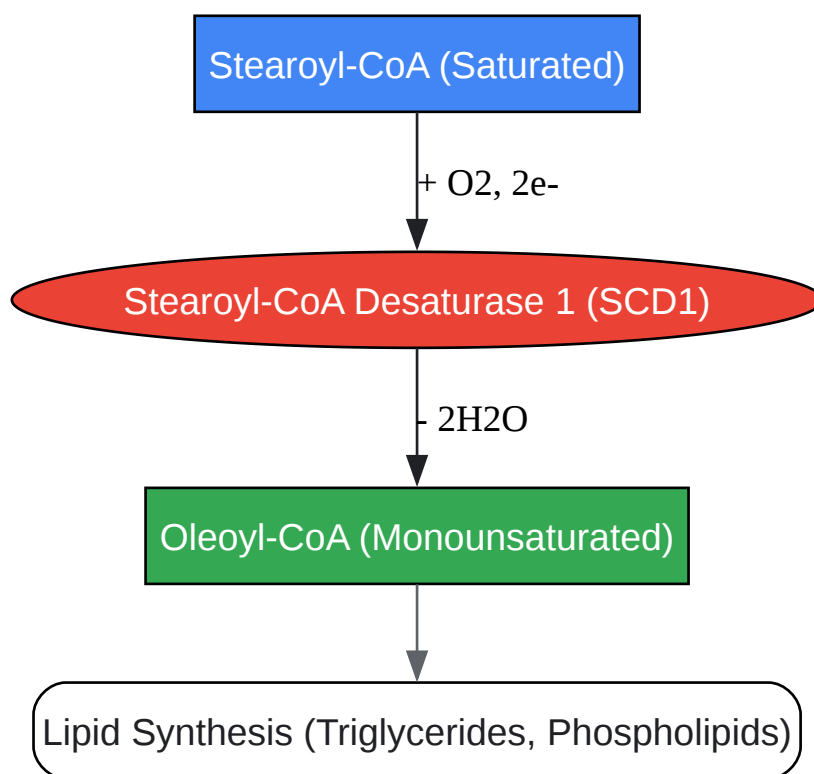 Stearoyl-CoA (Saturated)
+ O2, 2e-
Stearoyl-CoA Desaturase 1 (SCD1)
- 2H2O
Oleoyl-CoA (Monounsaturated)
Lipid Synthesis (Triglycerides, Phospholipids)